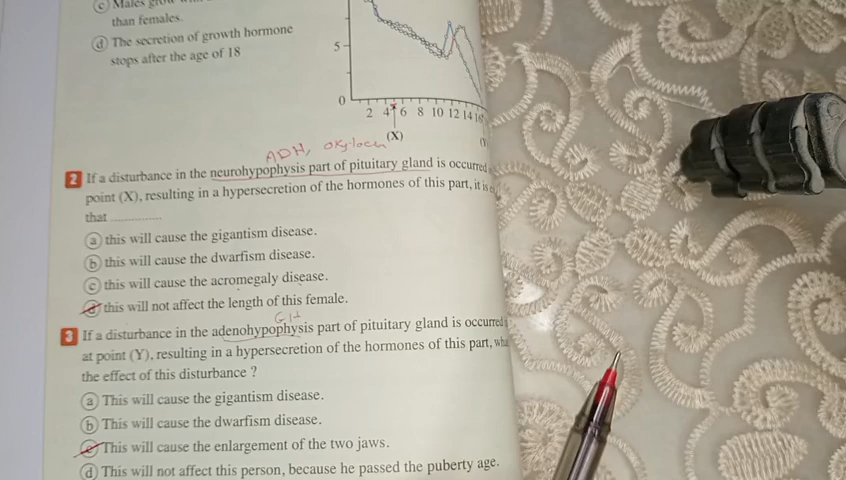 c Males
than females.
d The secretion of growth hormone
stops after the age of 18
5
0
2 4 6 8 10 12 14 16
(X)
ADH,
2 If a disturbance in the neurohypophysis part of pituitary gland is occurred
point (X), resulting in a hypersecretion of the hormones of this part, it is
that ..............
a this will cause the gigantism disease.
b this will cause the dwarfism disease.
c this will cause the acromegaly disease.
d this will not affect the length of this female.
GH
3 If a disturbance in the adenohypophysis part of pituitary gland is occurred
at point (Y), resulting in a hypersecretion of the hormones of this part,
the effect of this disturbance ?
a This will cause the gigantism disease.
b This will cause the dwarfism disease.
c This will cause the enlargement of the two jaws.
d This will not affect this person, because he passed the puberty age.